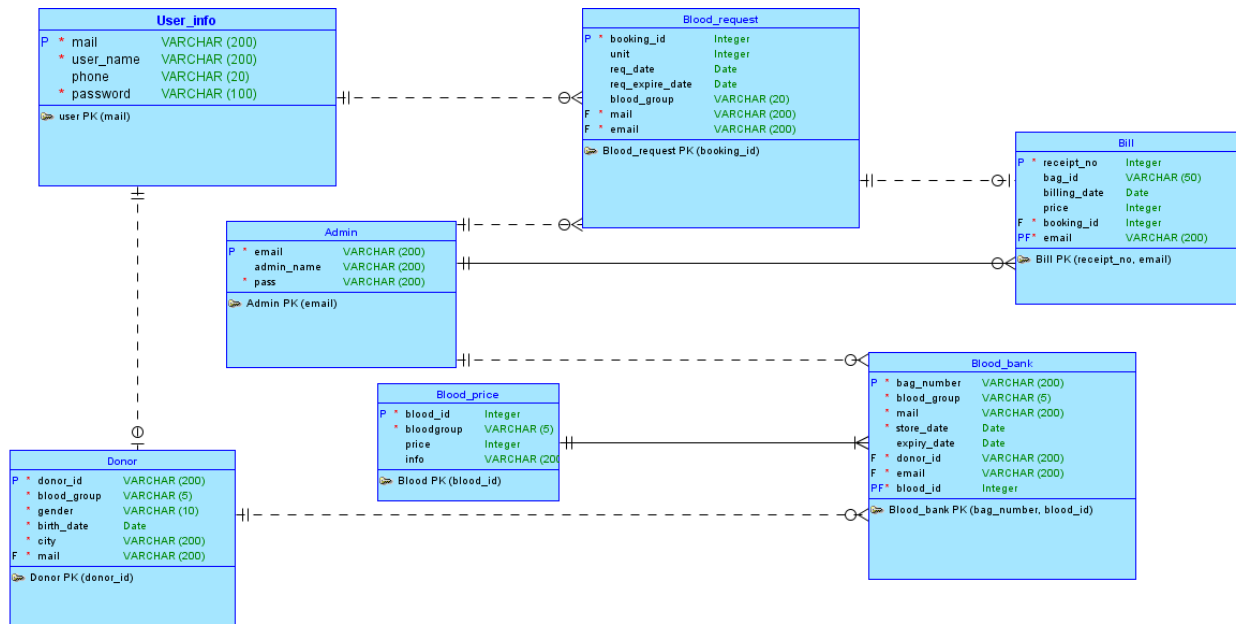 User_info
P * mail VARCHAR (200)
* user_name VARCHAR (200)
phone VARCHAR (20)
* password VARCHAR (100)
user PK (mail)
Blood_request
P * booking_id Integer
unit Integer
req_date Date
req_expire_date Date
blood_group VARCHAR (20)
F * mail VARCHAR (200)
F * email VARCHAR (200)
Blood_request PK (booking_id)
Bill
P * receipt_no Integer
bag_id VARCHAR (50)
billing_date Date
price Integer
F * booking_id Integer
PF* email VARCHAR (200)
Bill PK (receipt_no, email)
Admin
P * email VARCHAR (200)
admin_name VARCHAR (200)
* pass VARCHAR (200)
Admin PK (email)
Blood_bank
P * bag_number VARCHAR (200)
* blood_group VARCHAR (5)
* mail VARCHAR (200)
* store_date Date
expiry_date Date
F * donor_id VARCHAR (200)
F * email VARCHAR (200)
PF* blood_id Integer
Blood_bank PK (bag_number, blood_id)
Blood_price
P * blood_id Integer
* bloodgroup VARCHAR (5)
price Integer
info VARCHAR (200
Blood PK (blood_id)
Donor
P * donor_id VARCHAR (200)
* blood_group VARCHAR (5)
* gender VARCHAR (10)
* birth_date Date
* city VARCHAR (200)
F * mail VARCHAR (200)
Donor PK (donor_id)